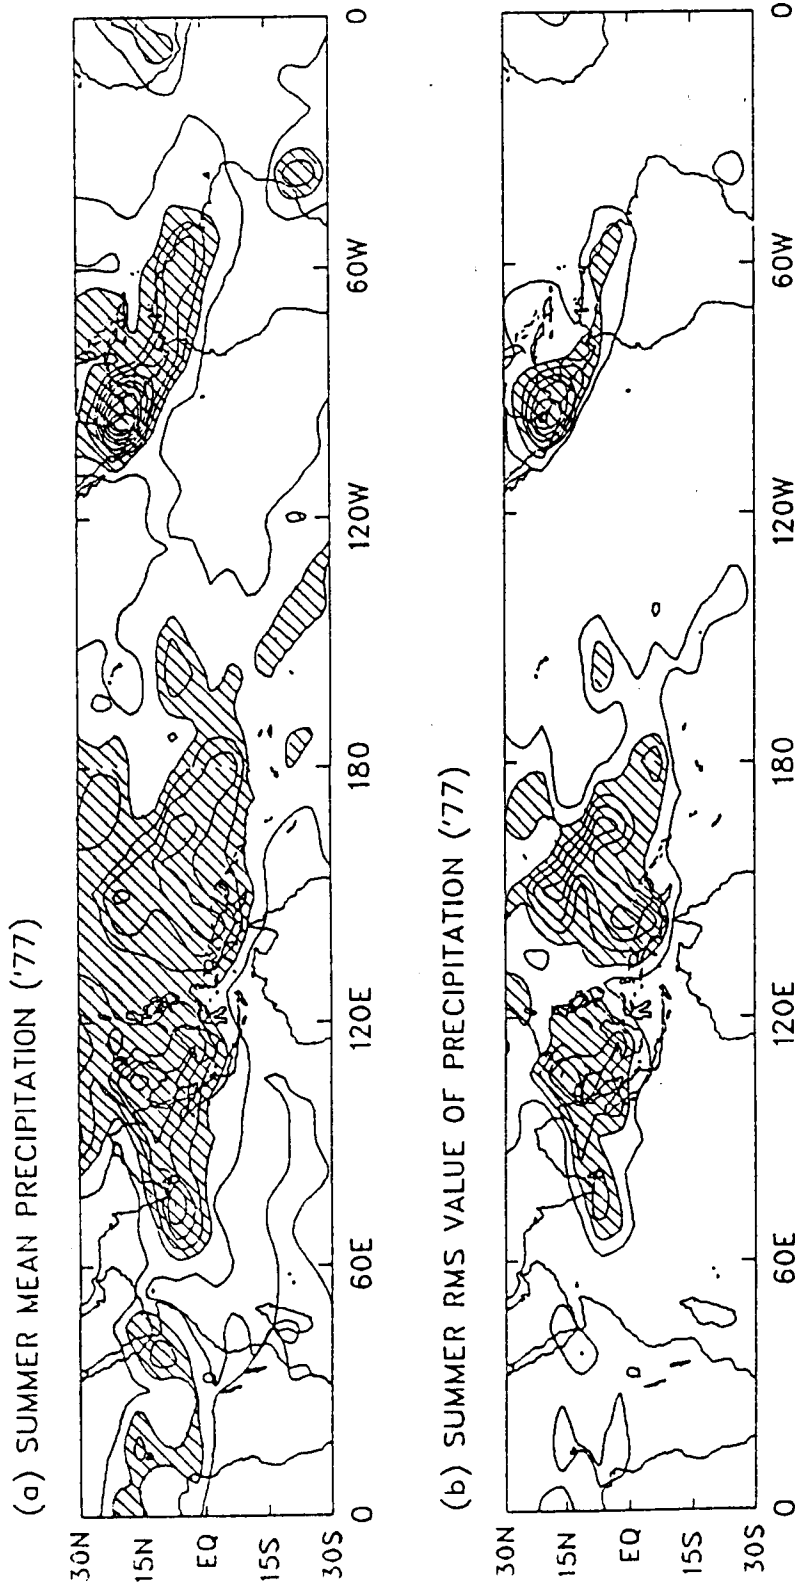 (a) SUMMER MEAN PRECIPITATION ('77)
30N
15N
EQ
15S
30S
0 60E 120E 180 120W 60W 0
(b) SUMMER RMS VALUE OF PRECIPITATION ('77)
30N
15N
EQ
15S
30S
0 60E 120E 180 120W 60W 0